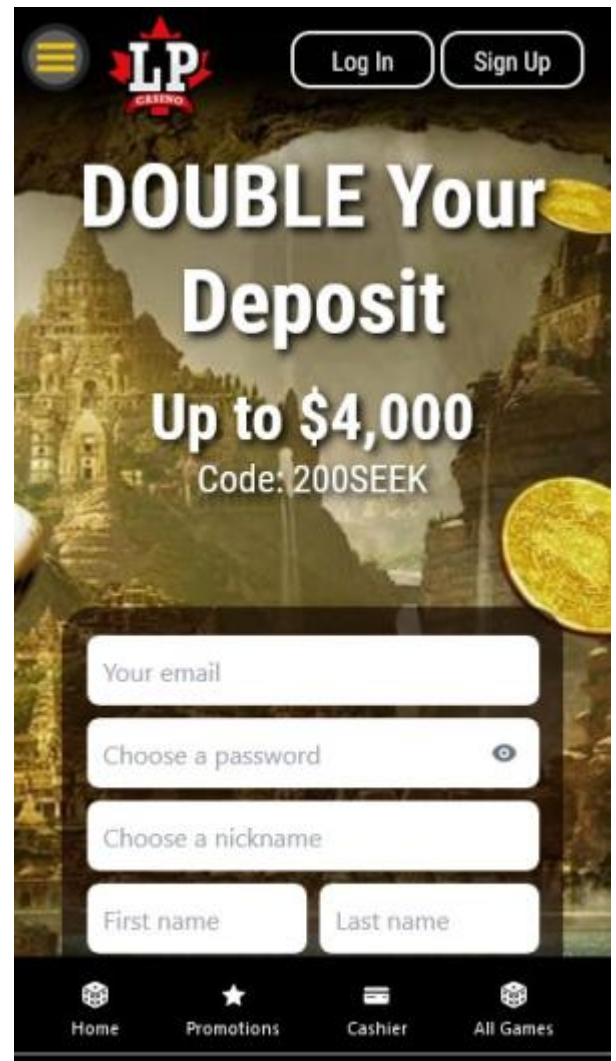 LP
CASINO
Log In
Sign Up
DOUBLE Your
Deposit
Up to $4,000
Code: 200SEEK
Your email
Choose a password
Choose a nickname
First name
Last name
Home
Promotions
Cashier
All Games